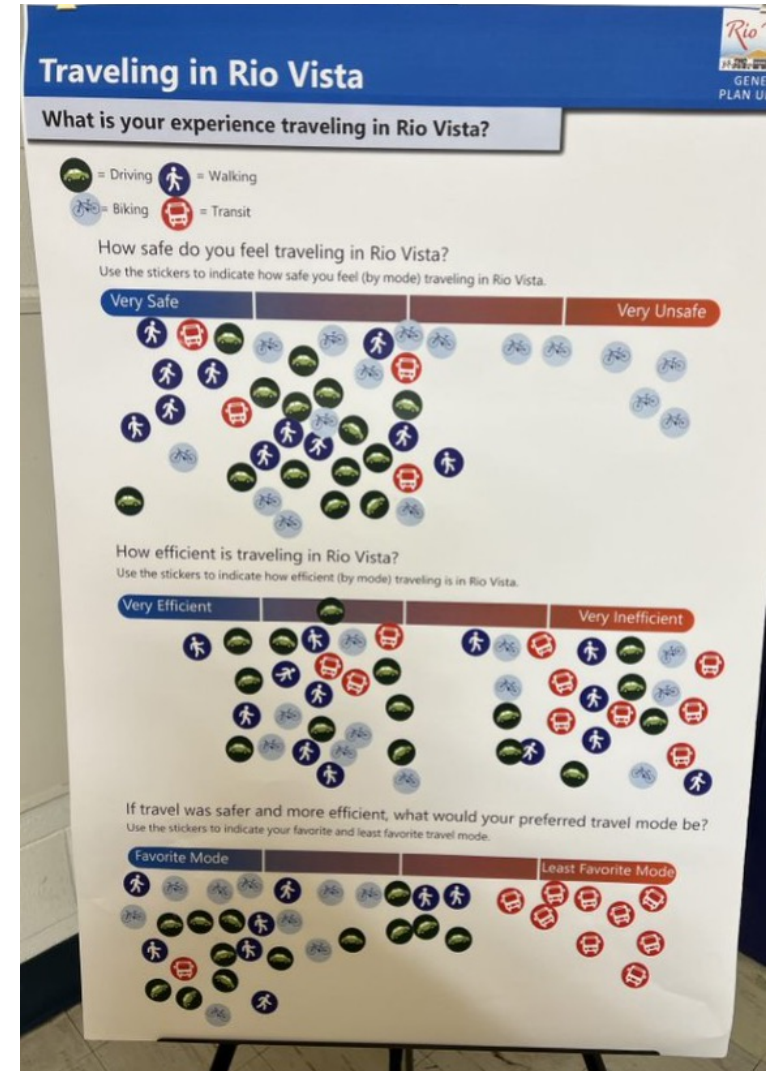 Rio
GENE
PLAN U
Traveling in Rio Vista
What is your experience traveling in Rio Vista?
= Driving = Walking
= Biking = Transit
How safe do you feel traveling in Rio Vista?
Use the stickers to indicate how safe you feel (by mode) traveling in Rio Vista.
Very Safe Very Unsafe
How efficient is traveling in Rio Vista?
Use the stickers to indicate how efficient (by mode) traveling is in Rio Vista.
Very Efficient Very Inefficient
If travel was safer and more efficient, what would your preferred travel mode be?
Use the stickers to indicate your favorite and least favorite travel mode.
Favorite Mode Least Favorite Mode